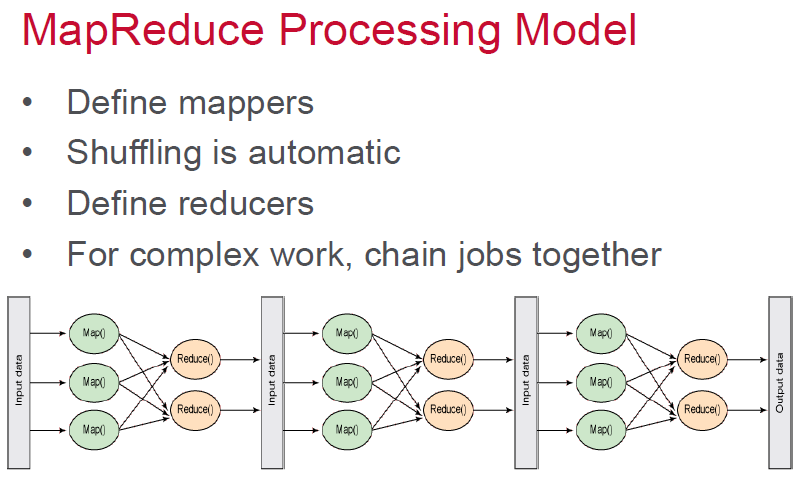 MapReduce Processing Model
• Define mappers
• Shuffling is automatic
• Define reducers
• For complex work, chain jobs together
Input data
Map()
Map()
Map()
Reduce()
Reduce()
Input data
Map()
Map()
Map()
Reduce()
Reduce()
Input data
Map()
Map()
Map()
Reduce()
Reduce()
Output data